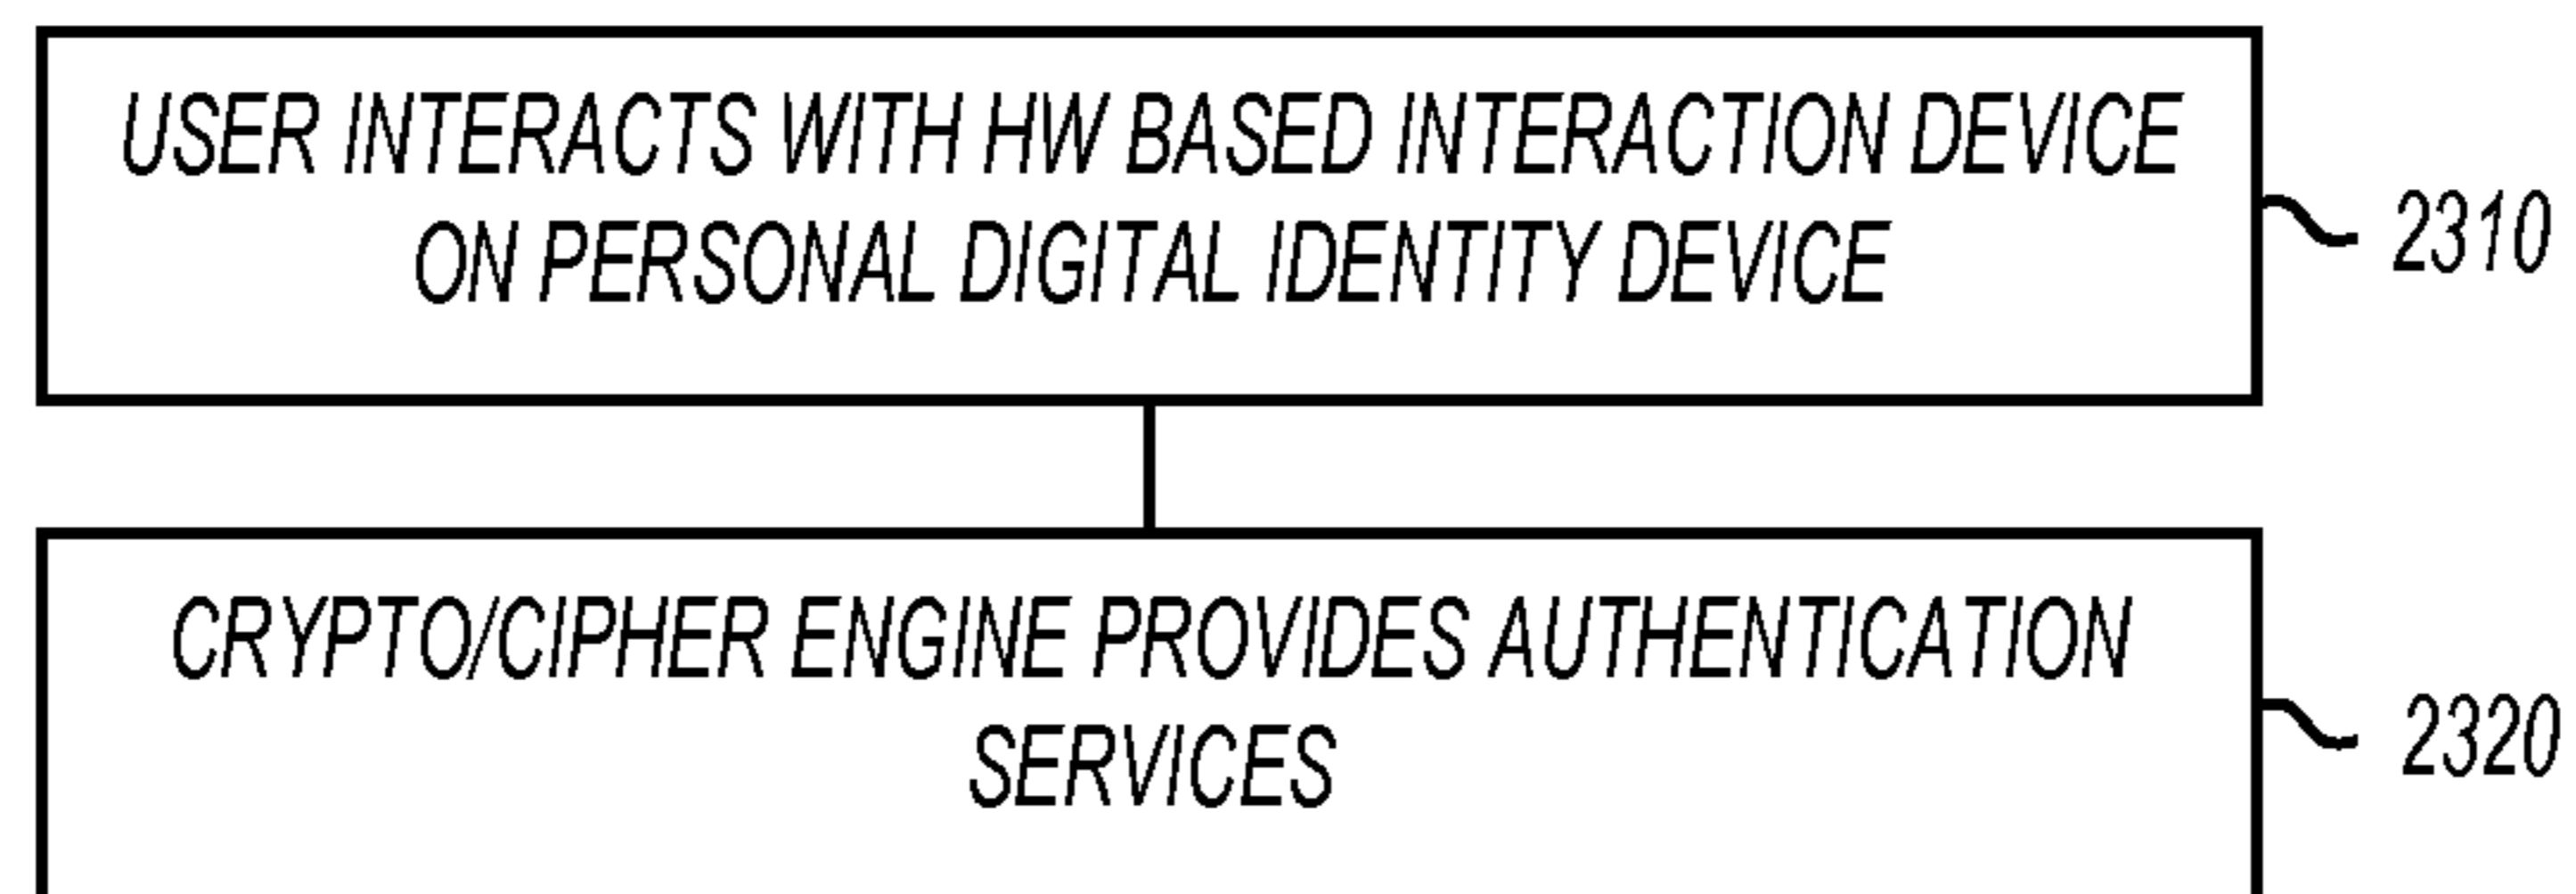 USER INTERACTS WITH HW BASED INTERACTION DEVICE
ON PERSONAL DIGITAL IDENTITY DEVICE
2310
CRYPTO/CIPHER ENGINE PROVIDES AUTHENTICATION
SERVICES
2320